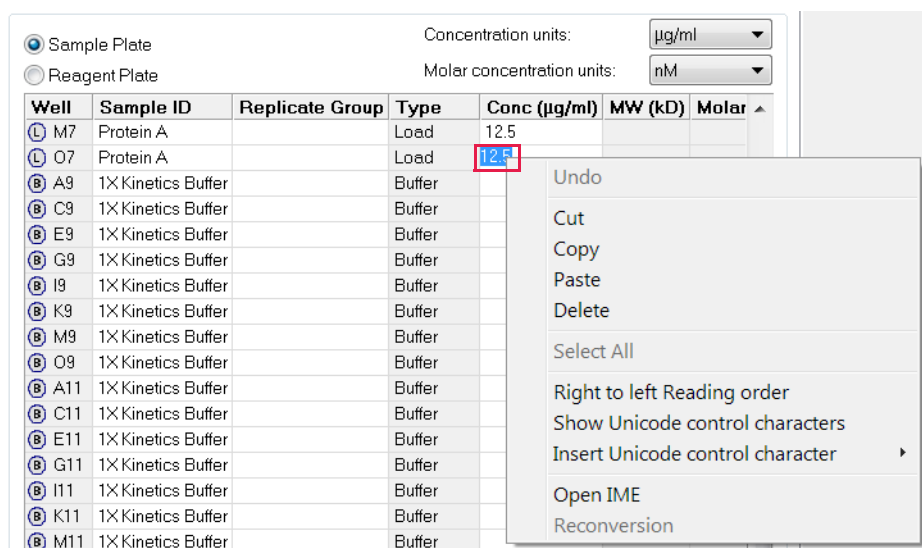 Sample Plate
Concentration units: µg/ml
Reagent Plate
Molar concentration units: nM
Well Sample ID Replicate Group Type Conc (µg/ml) MW (kD) Molar
L M7 Protein A Load 12.5
L O7 Protein A Load 12.5
B A9 1X Kinetics Buffer Buffer
B C9 1X Kinetics Buffer Buffer
B E9 1X Kinetics Buffer Buffer
B G9 1X Kinetics Buffer Buffer
B I9 1X Kinetics Buffer Buffer
B K9 1X Kinetics Buffer Buffer
B M9 1X Kinetics Buffer Buffer
B O9 1X Kinetics Buffer Buffer
B A11 1X Kinetics Buffer Buffer
B C11 1X Kinetics Buffer Buffer
B E11 1X Kinetics Buffer Buffer
B G11 1X Kinetics Buffer Buffer
B I11 1X Kinetics Buffer Buffer
B K11 1X Kinetics Buffer Buffer
B M11 1X Kinetics Buffer Buffer
Undo
Cut
Copy
Paste
Delete
Select All
Right to left Reading order
Show Unicode control characters
Insert Unicode control character
Open IME
Reconversion